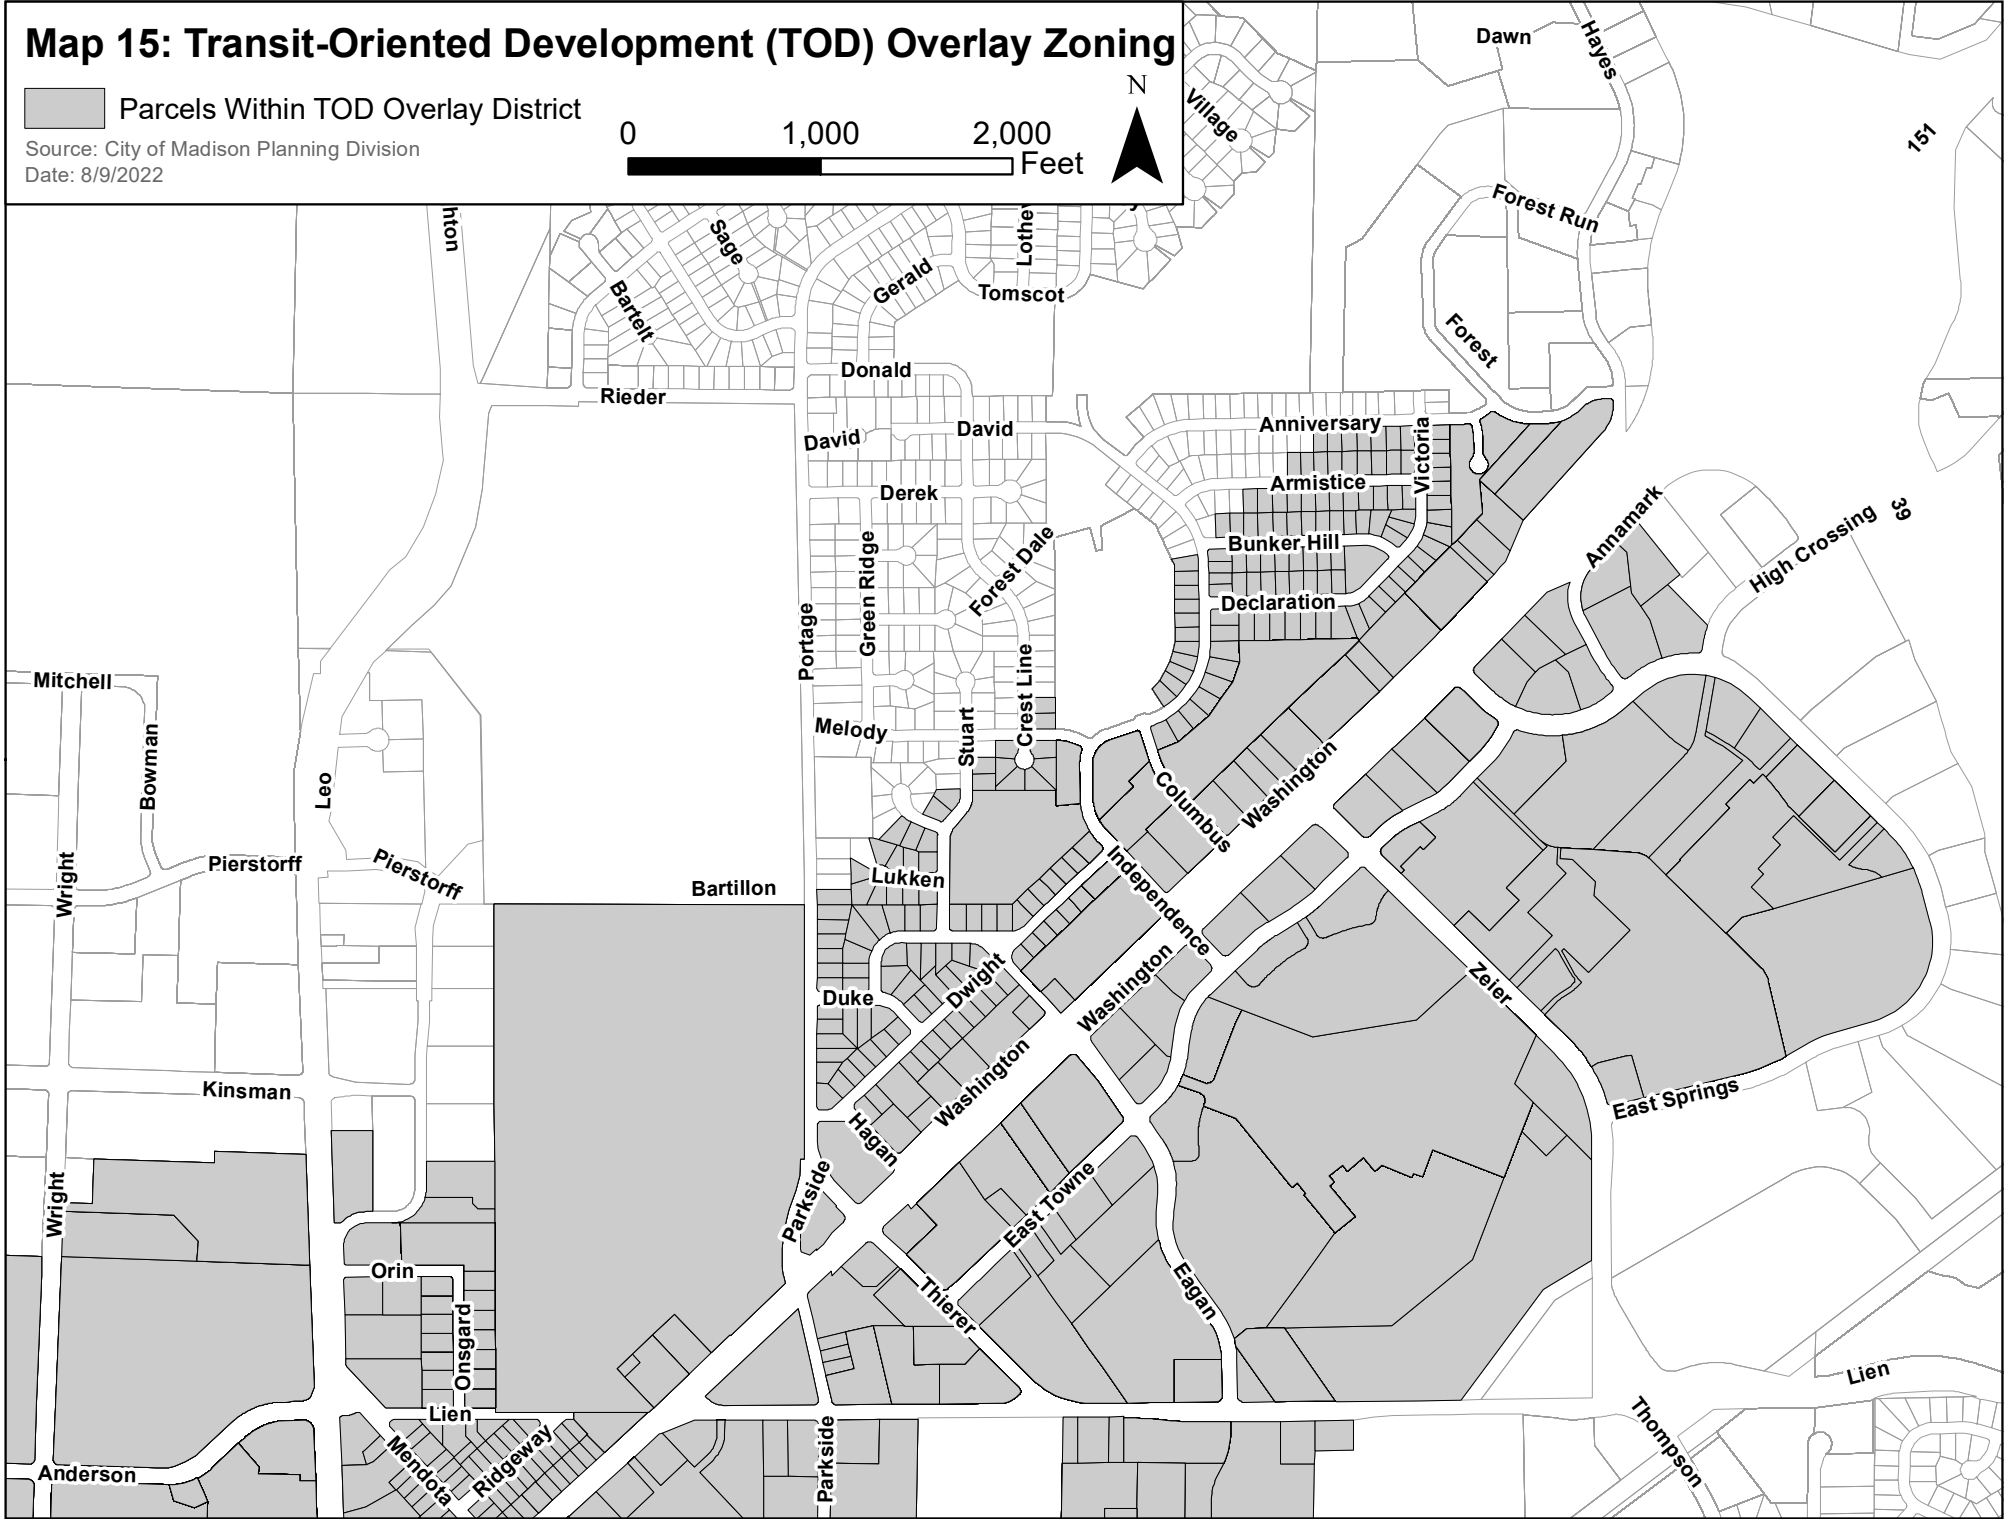 Map 15: Transit-Oriented Development (TOD) Overlay Zoning
Parcels Within TOD Overlay District
Source: City of Madison Planning Division
Date: 8/9/2022
0 1,000 2,000
Feet
N
Dawn
Hayes
Village
151
Forest Run
hton
Sage
Lothe
Gerald
Tomscot
Bartelt
Forest
Donald
Rieder
David
David
Anniversary
Victoria
Armistice
Derek
Annamark
High Crossing
39
Bunker Hill
Green Ridge
Forest Dale
Declaration
Portage
Crest Line
Mitchell
Melody
Stuart
Bowman
Leo
Columbus
Washington
Wright
Pierstorff
Pierstorff
Lukken
Bartillon
Independence
Washington
Zeier
Dwight
Duke
Washington
Kinsman
Hagan
East Springs
Wright
Parkside
East Towne
Orin
Eagan
Thierer
Onsgard
Lien
Lien
Thompson
Parkside
Mendota
Ridgeway
Anderson